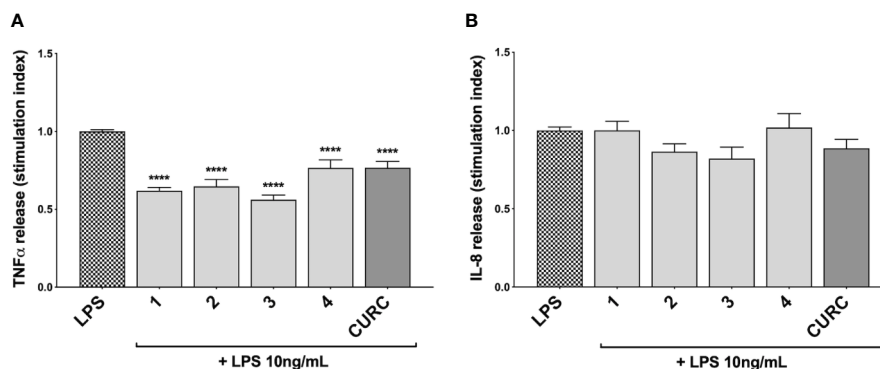 A
TNFα release (stimulation index)
1.5
1.0
0.5
0.0
****
****
****
****
****
LPS
1
2
3
4
CURC
+ LPS 10ng/mL
B
IL-8 release (stimulation index)
1.5
1.0
0.5
0.0
LPS
1
2
3
4
CURC
+ LPS 10ng/mL